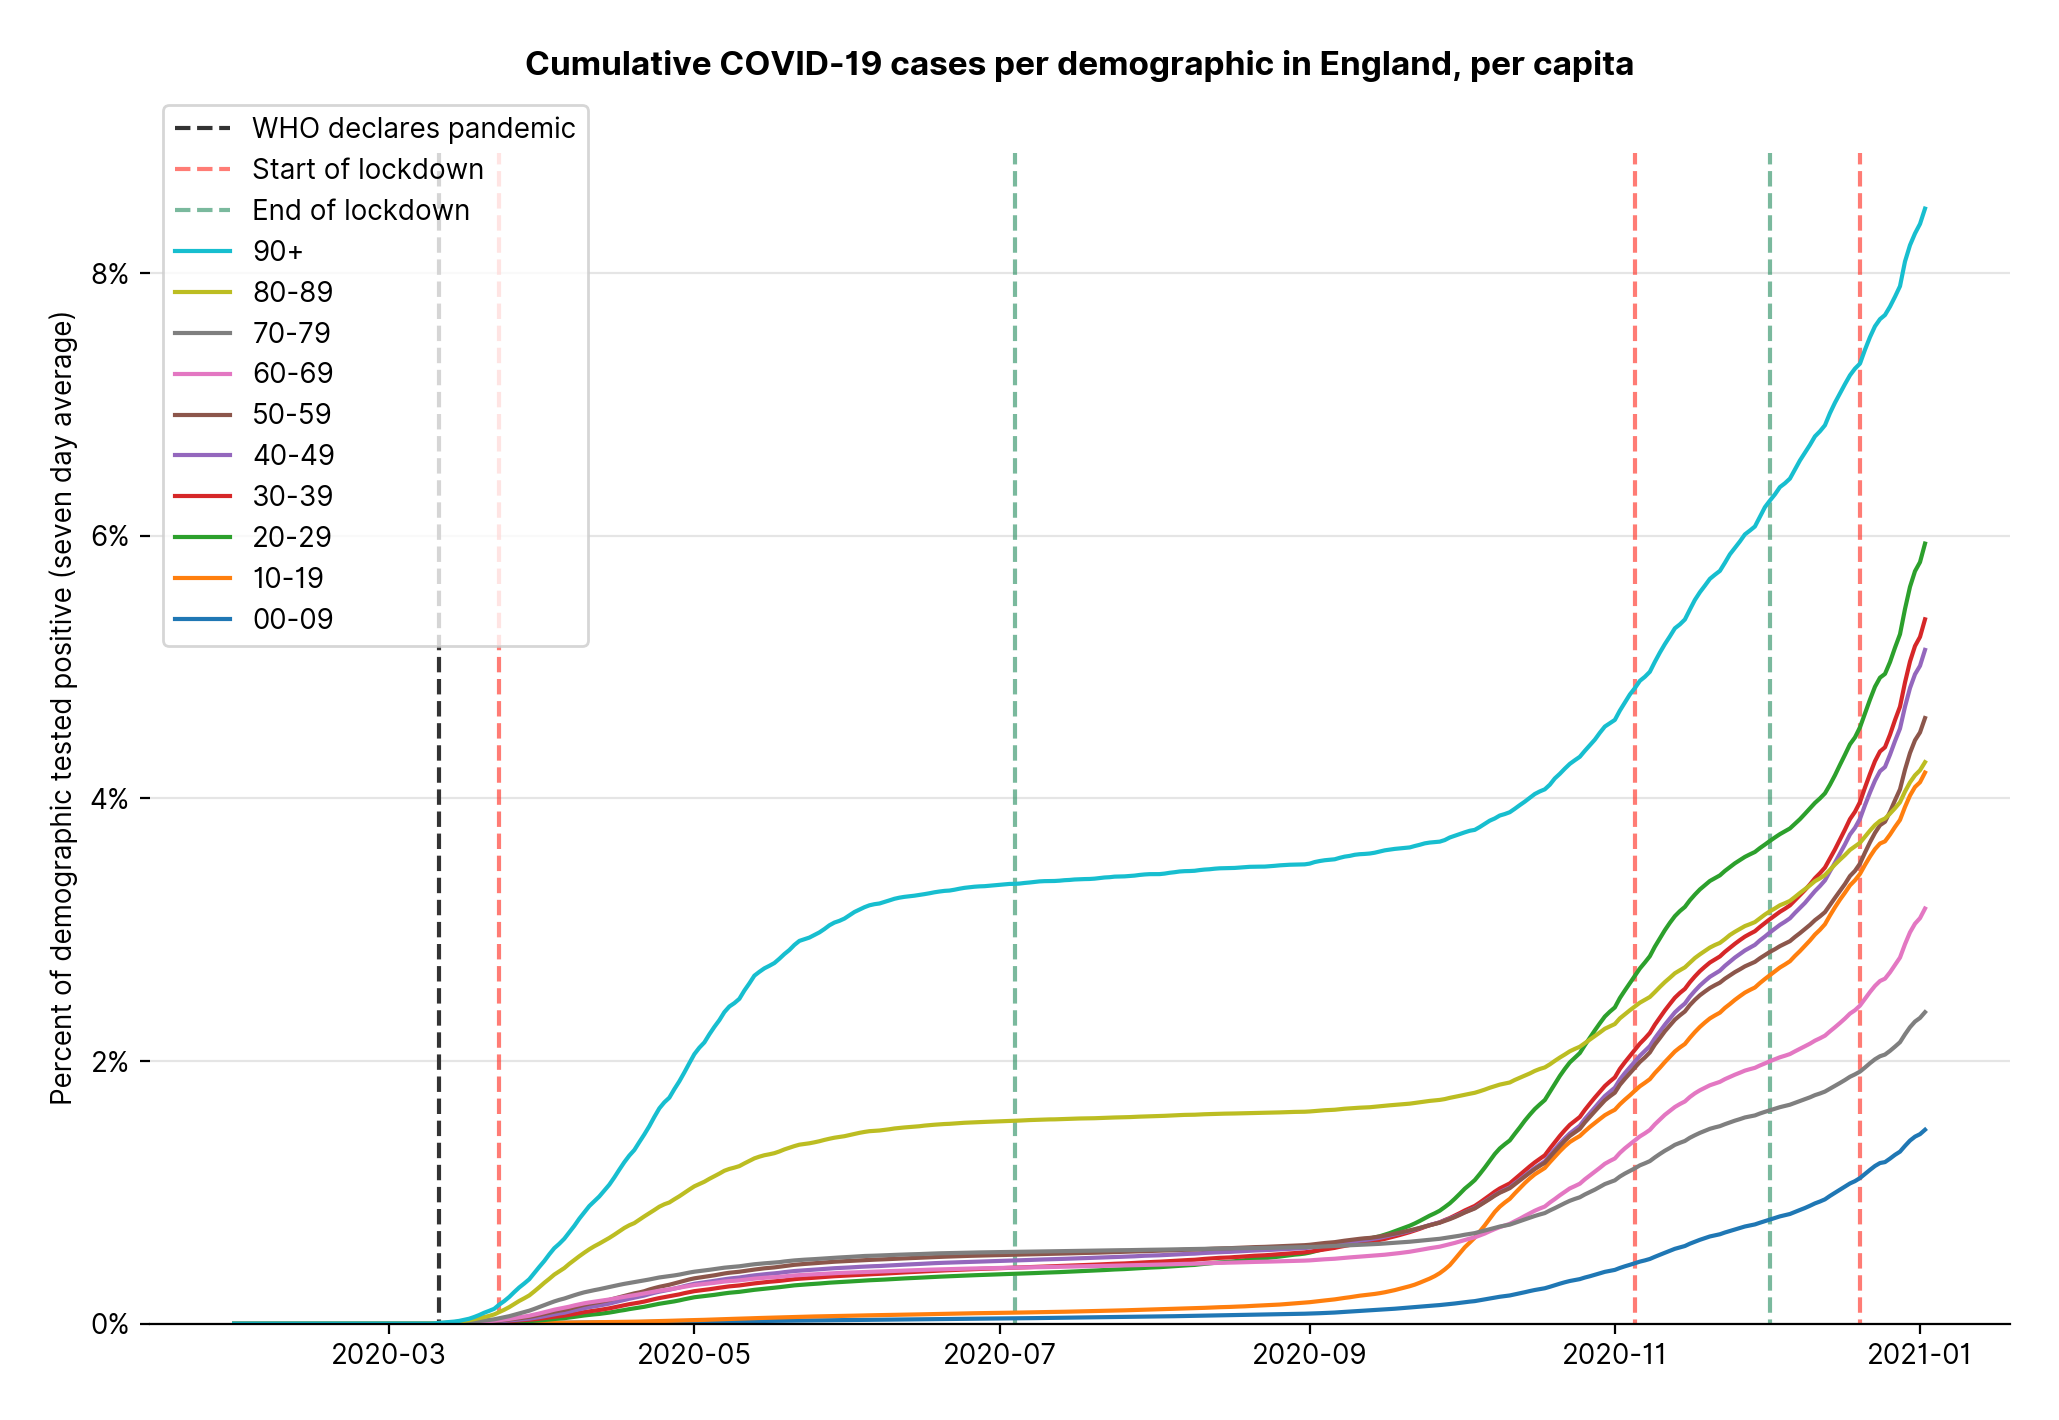 Cumulative COVID-19 cases per demographic in England, per capita
WHO declares pandemic
Start of lockdown
End of lockdown
90+
80-89
70-79
60-69
50-59
40-49
30-39
20-29
10-19
00-09
Percent of demographic tested positive (seven day average)
8%
6%
4%
2%
0%
2020-03 2020-05 2020-07 2020-09 2020-11 2021-01